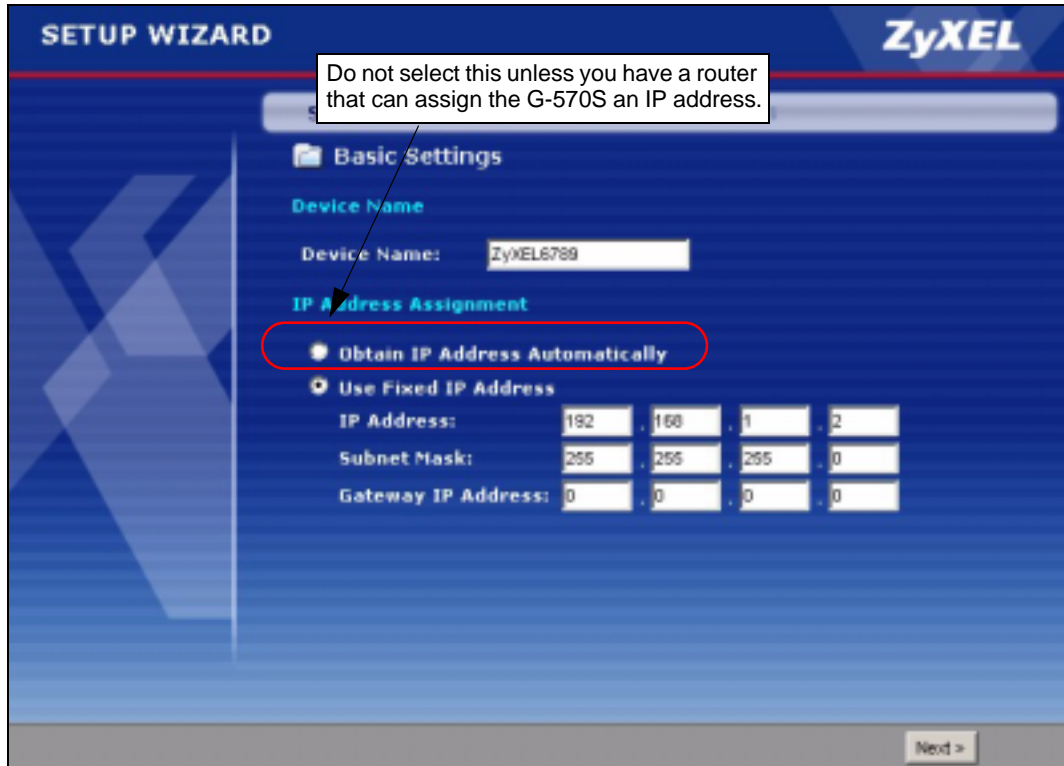 SETUP WIZARD
ZyXEL
Do not select this unless you have a router
that can assign the G-570S an IP address.
Basic Settings
Device Name
Device Name: ZyXEL6789
IP Address Assignment
Obtain IP Address Automatically
Use Fixed IP Address
IP Address: 192 . 168 . 1 . 2
Subnet Mask: 255 . 255 . 255 . 0
Gateway IP Address: 0 . 0 . 0 . 0
Next »